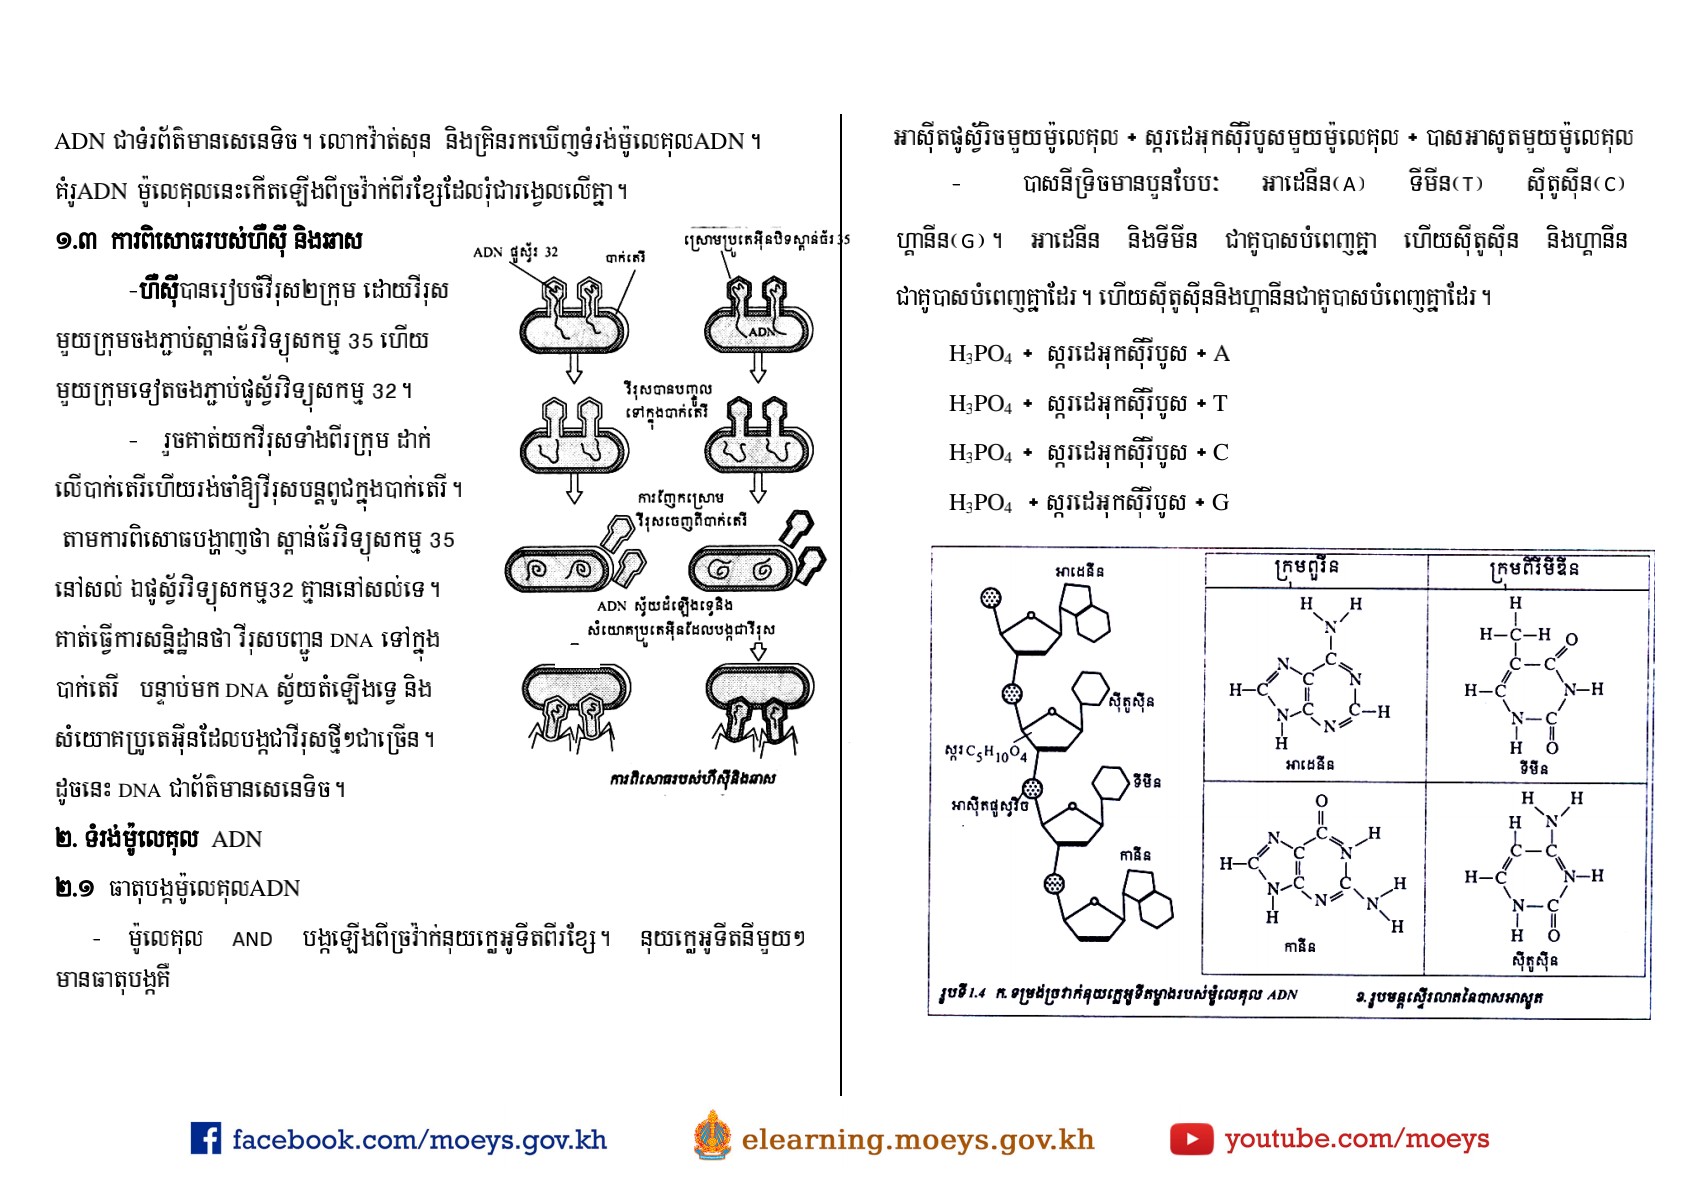 ADN ជាទំរព័ត៌មានសេនេទិច។ លោកវ៉ាត់សុន និងគ្រិនរកឃើញទំរង់ម៉ូលេគុលADN ។
គំរូADN ម៉ូលេគុលនេះកើតឡើងពីច្រវ៉ាក់ពីរខ្សែដែលរុំជារង្វេលលើគ្នា។
១.៣ ការពិសោធរបស់ហឺស៊ី និងឆាស
-ហឺស៊ីបានរៀបចំវីរុស២ក្រុម ដោយវីរុស
មួយក្រុមចងភ្ជាប់ស្ពាន់ធ័រវិទ្យុសកម្ម 35 ហើយ
មួយក្រុមទៀតចងភ្ជាប់ផូស្វ័រវិទ្យុសកម្ម 32។
- រួចគាត់យកវីរុសទាំងពីរក្រុម ដាក់
លើបាក់តេរីហើយរង់ចាំឱ្យវីរុសបន្តពូជក្នុងបាក់តេរី។
តាមការពិសោធបង្ហាញថា ស្ពាន់ធ័រវិទ្យុសកម្ម 35
នៅសល់ ឯផូស្វ័រវិទ្យុសកម្ម32 គ្មាននៅសល់ទេ។
គាត់ធ្វើការសន្និដ្ឋានថា វីរុសបញ្ជូន DNA ទៅក្នុង
បាក់តេរី បន្ទាប់មក DNA ស្វ័យតំឡើងទ្វេ និង
សំយោគប្រូតេអ៊ីនដែលបង្កជាវីរុសថ្មីៗជាច្រើន។
ដូចនេះ DNA ជាព័ត៌មានសេនេទិច។
ADN ផូស្វ័រ 32
បាក់តេរី
ស្រោមប្រូតេអ៊ីនបិទស្ពាន់ធ័រ 35
ADN
វីរុសបានបញ្ចូល
ទៅក្នុងបាក់តេរី
ការញែកស្រោម
វីរុសចេញពីបាក់តេរី
ADN ស្វ័យដំឡើងទ្វេនិង
សំយោគប្រូតេអ៊ីនដែលបង្កជាវីរុស
ការពិសោធរបស់ហឺស៊ីនិងឆាស
២. ទំរង់ម៉ូលេគុល ADN
២.១ ធាតុបង្កម៉ូលេគុលADN
- ម៉ូលេគុល AND បង្កឡើងពីច្រវ៉ាក់នុយក្លេអូទីតពីរខ្សែ។ នុយក្លេអូទីតនីមួយៗ
មានធាតុបង្កគឺ
អាស៊ីតផូស្វ័រិចមួយម៉ូលេគុល + ស្ករដេអុកស៊ីរីបូសមួយម៉ូលេគុល + បាសអាសូតមួយម៉ូលេគុល
- បាសនីទ្រិចមានបួនបែបៈ អាដេនីន(A) ទីមីន(T) ស៊ីតូស៊ីន(C)
ហ្គានីន(G) ។ អាដេនីន និងទីមីន ជាគូបាសបំពេញគ្នា ហើយស៊ីតូស៊ីន និងហ្គានីន
ជាគូបាសបំពេញគ្នាដែរ។ ហើយស៊ីតូស៊ីននិងហ្គានីនជាគូបាសបំពេញគ្នាដែរ។
H3PO4 + ស្ករដេអុកស៊ីរីបូស + A
H3PO4 + ស្ករដេអុកស៊ីរីបូស + T
H3PO4 + ស្ករដេអុកស៊ីរីបូស + C
H3PO4 + ស្ករដេអុកស៊ីរីបូស + G
អាដេនីន
ស៊ីតូស៊ីន
ស្ករ C5H10O4
ទីមីន
អាស៊ីតផូស្វរិច
កានីន
ក្រុមពួរីន
ក្រុមពីរីមីឌីន
អាដេនីន
ទីមីន
កានីន
ស៊ីតូស៊ីន
រូបទី 1.4 ក. ទម្រង់ច្រវាក់នុយក្លេអូទីតម្ខាងរបស់ម៉ូលេគុល ADN ខ. រូបមន្តស្ទើរលាតនៃបាសអាសូត
facebook.com/moeys.gov.kh
elearning.moeys.gov.kh
youtube.com/moeys